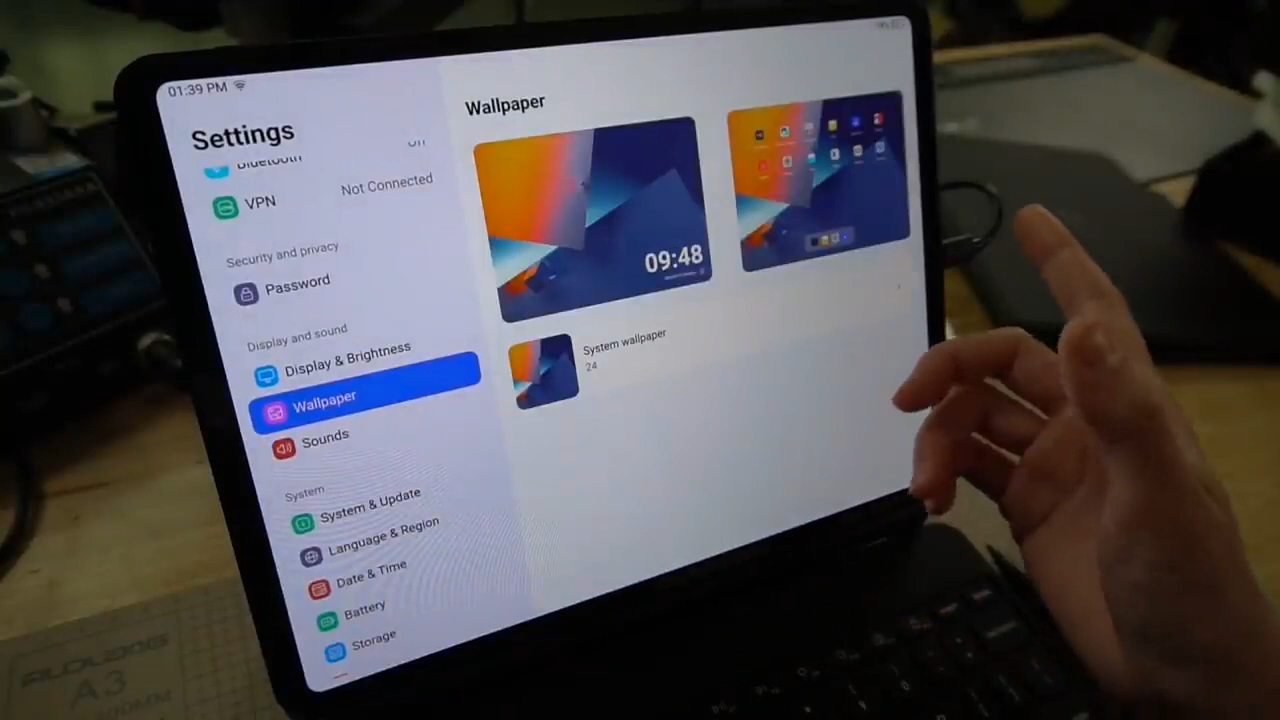 01:39 PM
Settings
Wallpaper
Bluetooth
VPN
Not Connected
Security and privacy
Password
Display and sound
Display & Brightness
Wallpaper
Sounds
System
System & Update
Language & Region
Date & Time
Battery
Storage
09:48
System wallpaper
24
A3